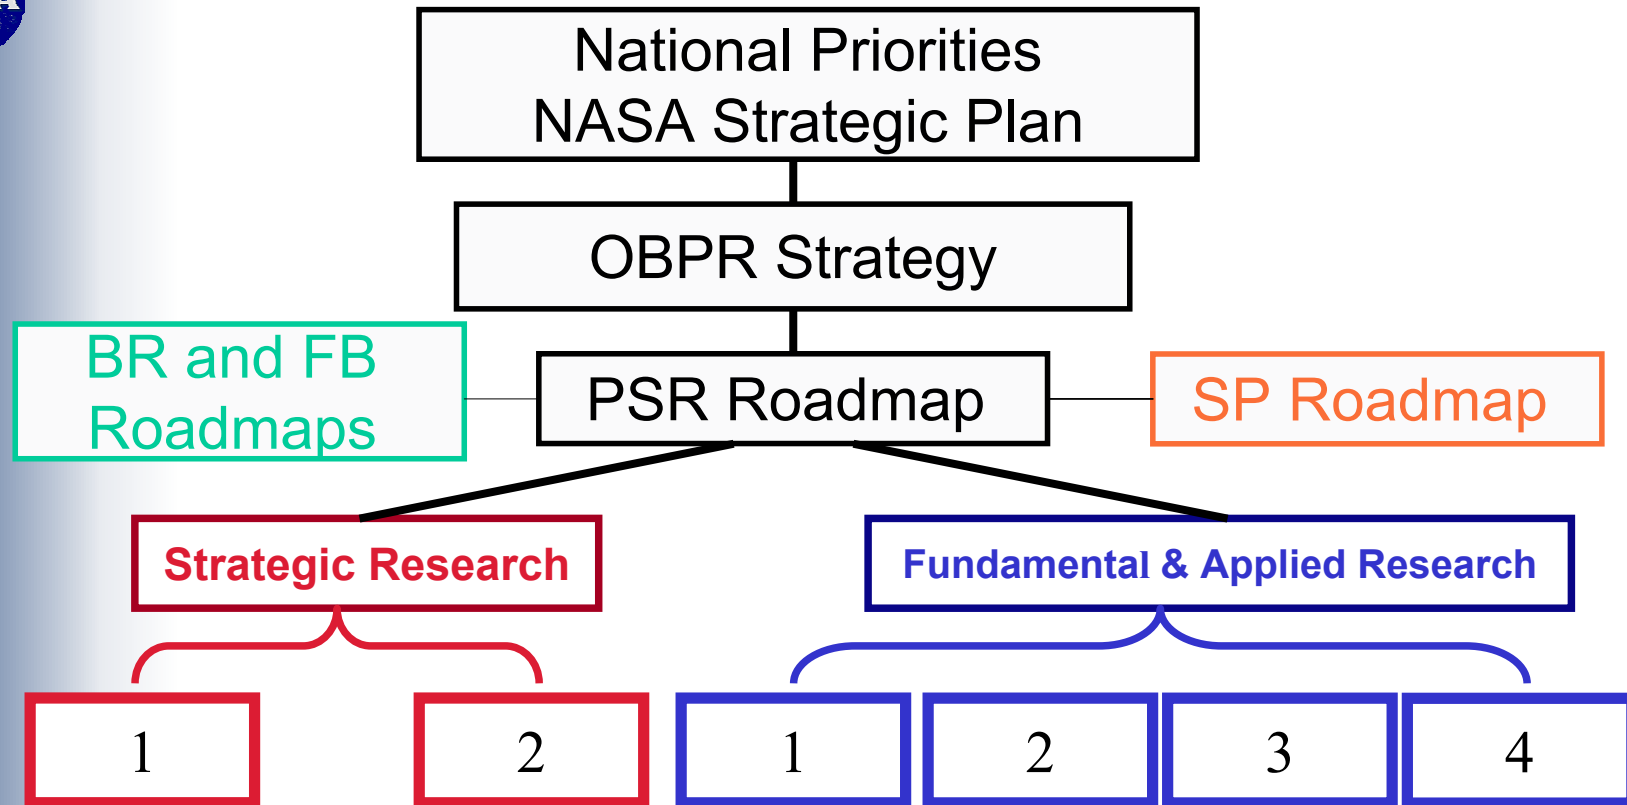 National Priorities
NASA Strategic Plan
OBPR Strategy
BR and FB
Roadmaps
PSR Roadmap
SP Roadmap
Strategic Research
Fundamental & Applied Research
1
2
1
2
3
4